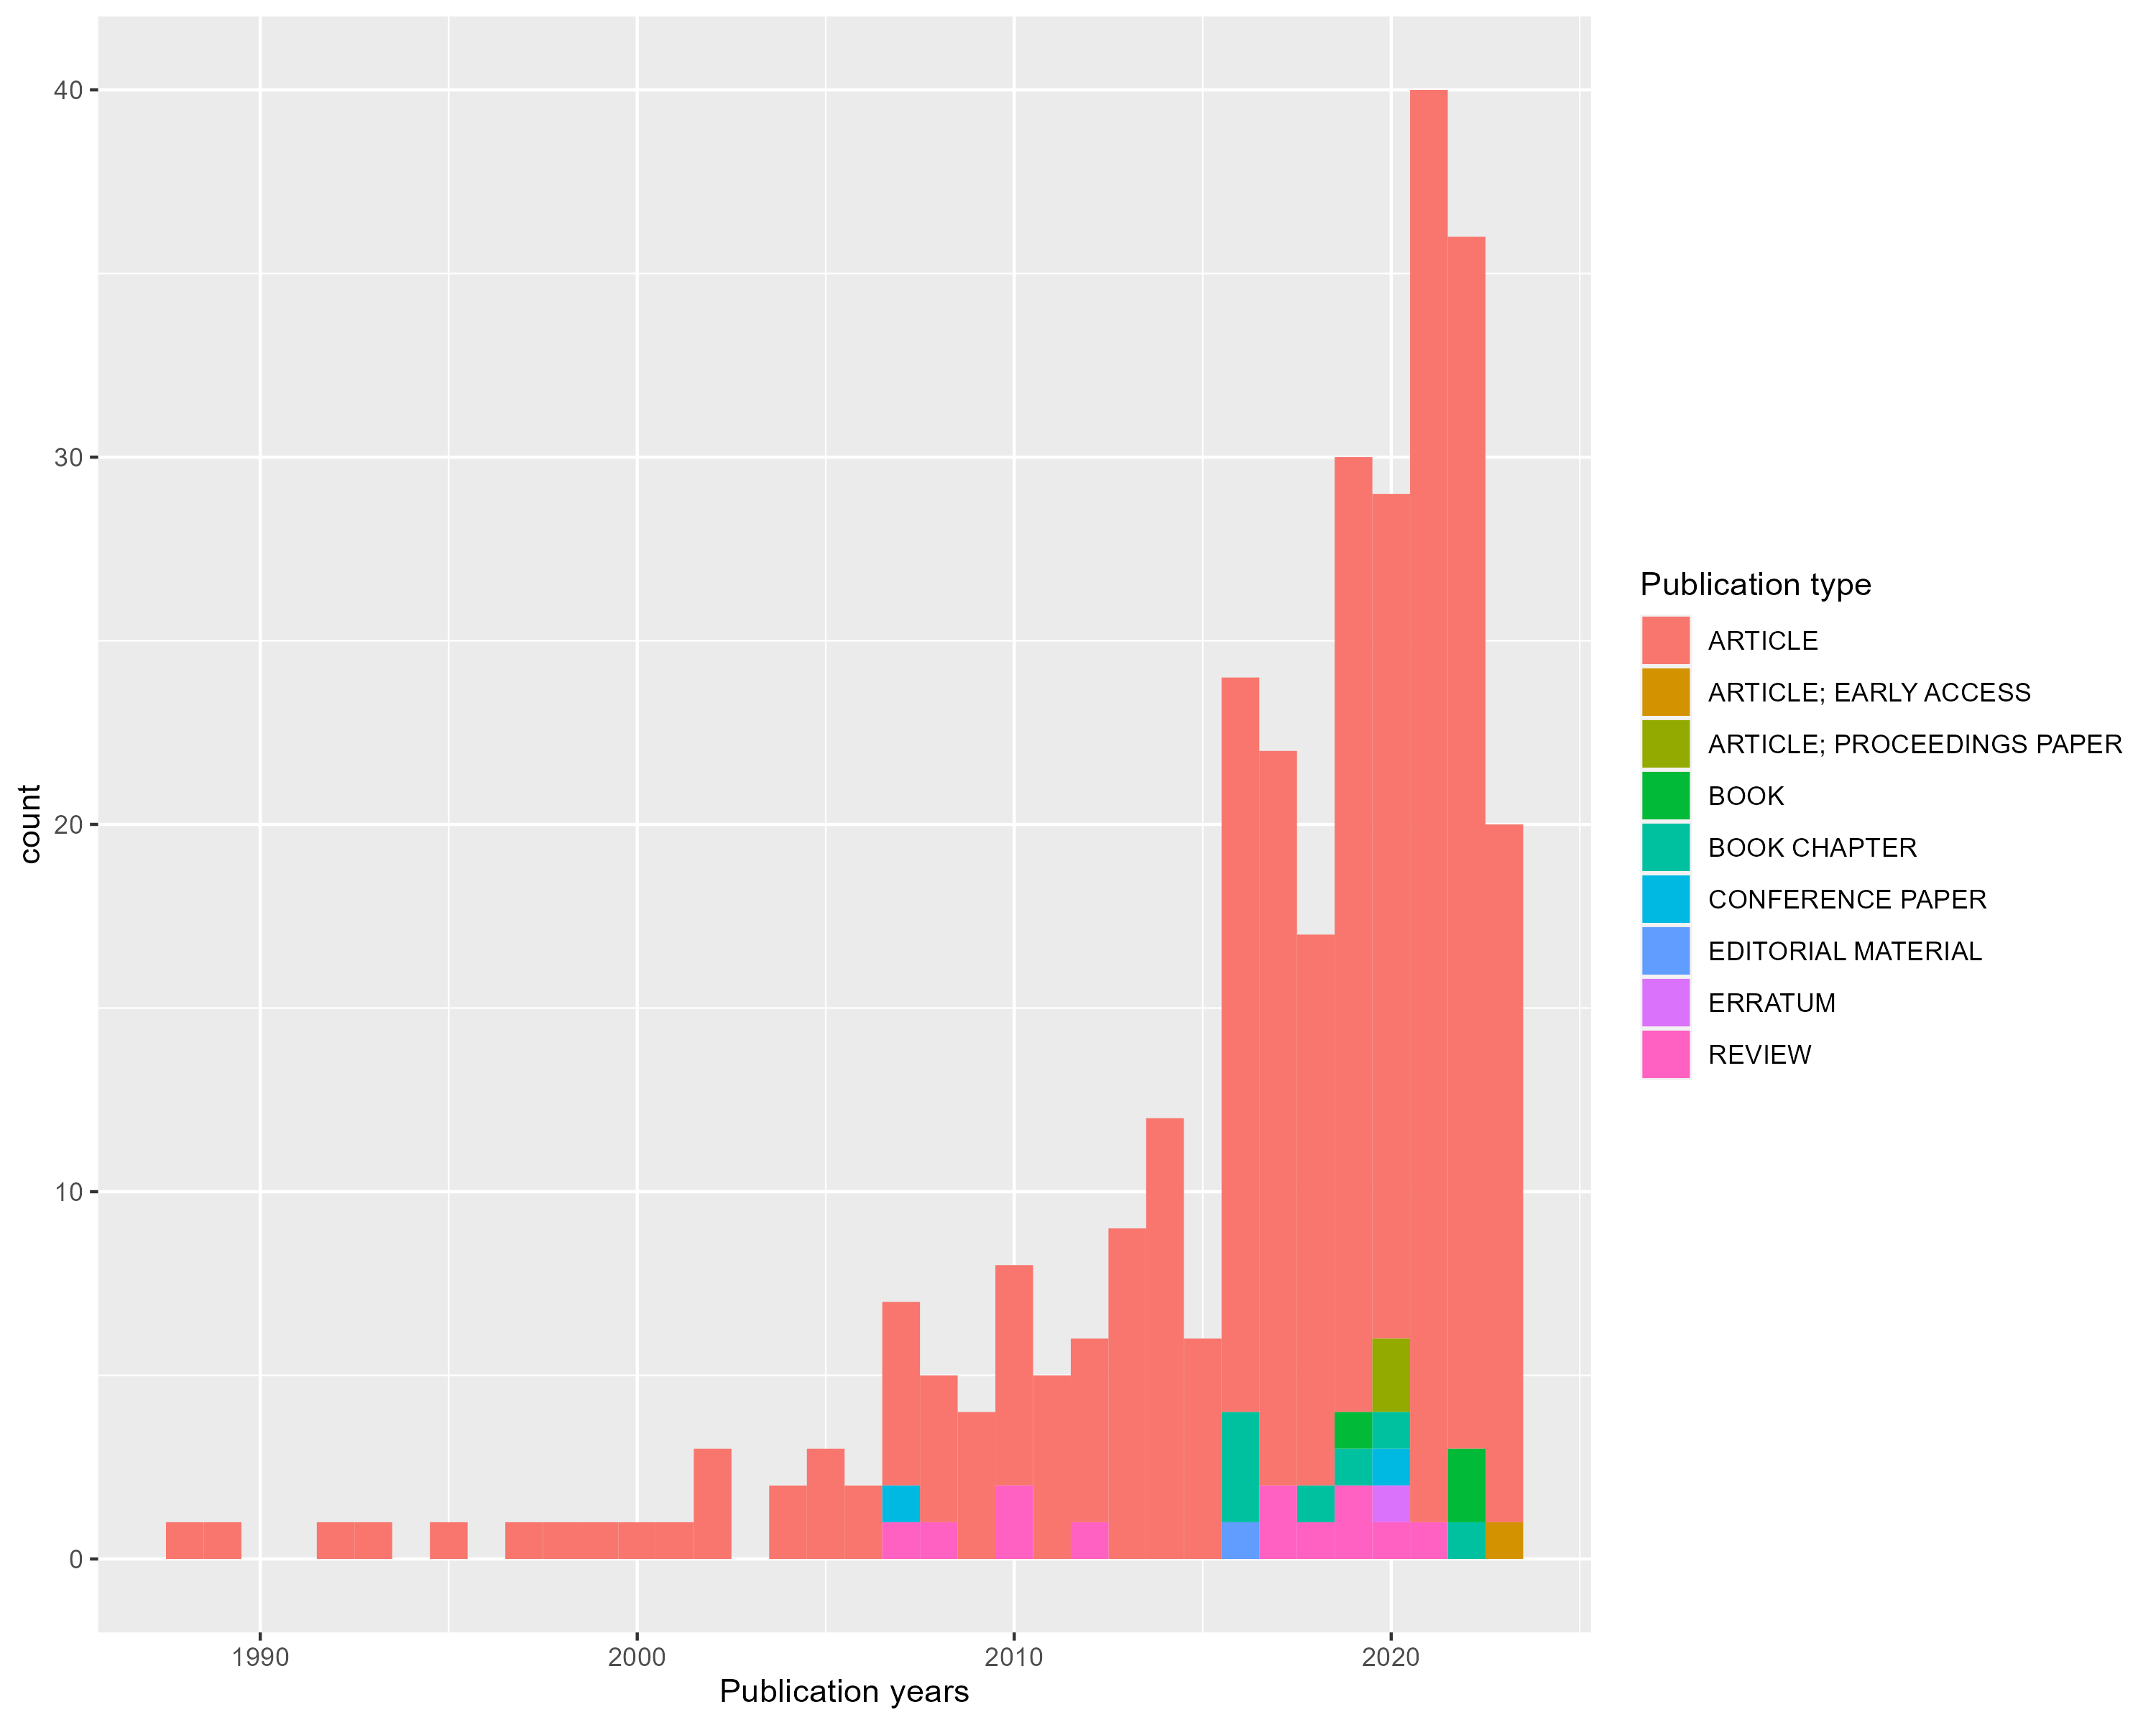 40
30
20
10
0
count
1990 2000 2010 2020
Publication years
Publication type
ARTICLE
ARTICLE; EARLY ACCESS
ARTICLE; PROCEEDINGS PAPER
BOOK
BOOK CHAPTER
CONFERENCE PAPER
EDITORIAL MATERIAL
ERRATUM
REVIEW